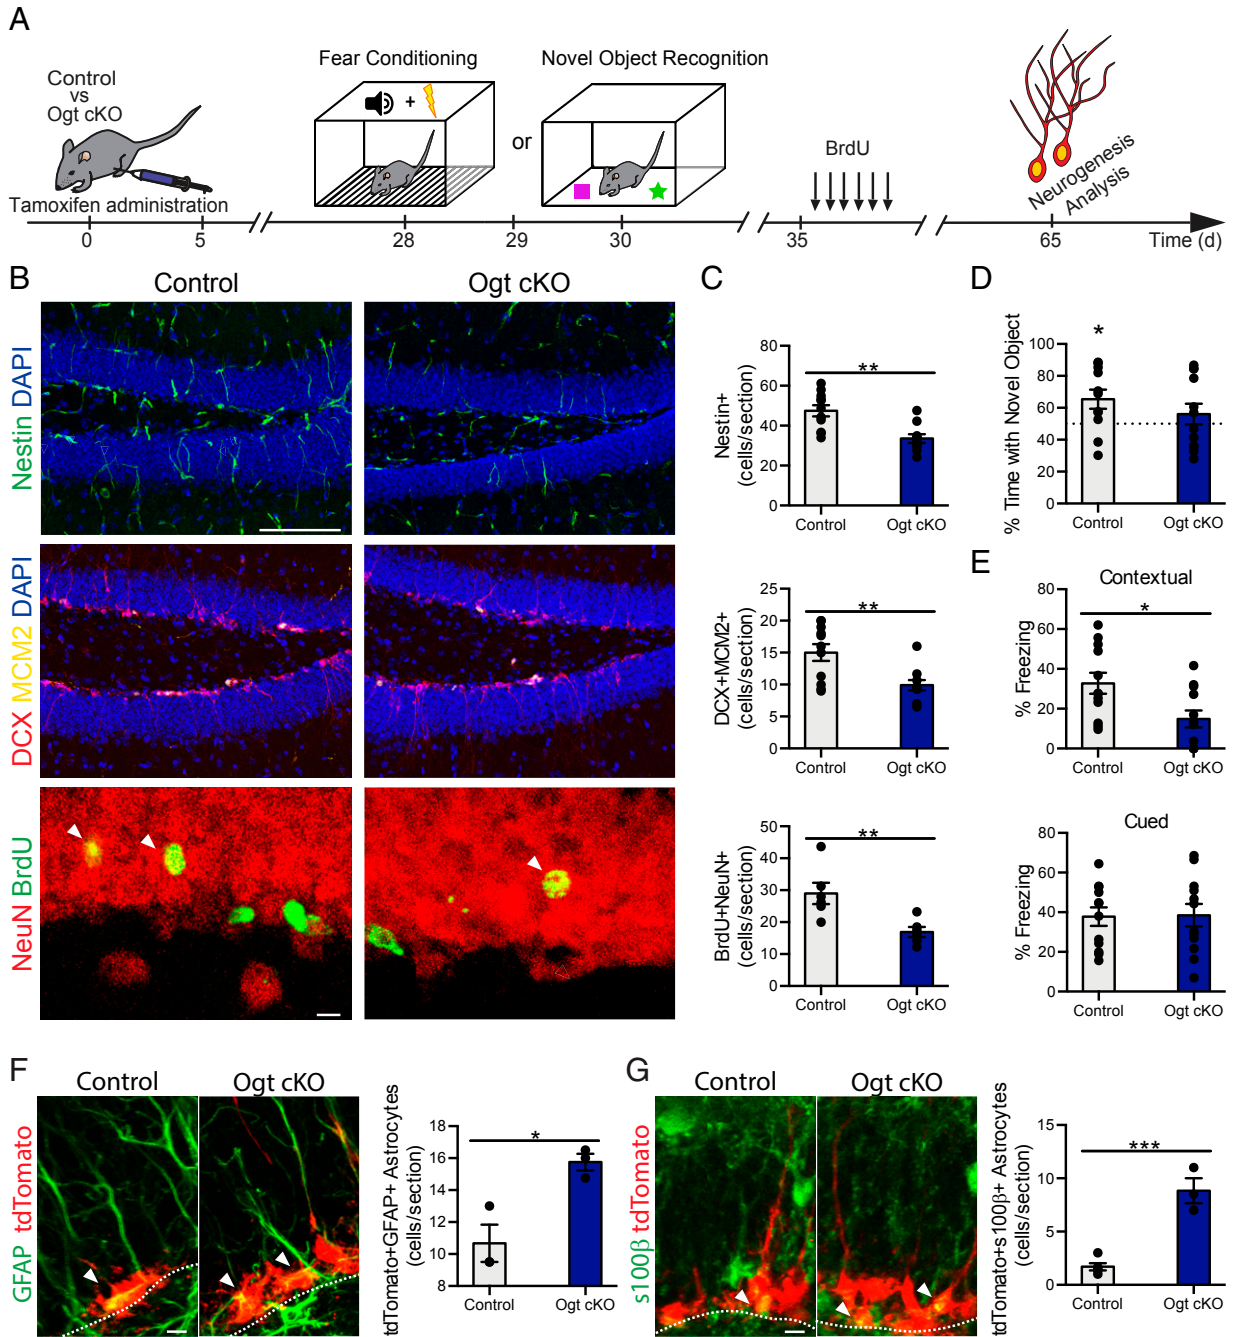 A
Control
vs
Ogt cKO
Tamoxifen administration
Fear Conditioning
+
or
Novel Object Recognition
BrdU
Neurogenesis
Analysis
0
5
28
29
30
35
65
Time (d)
B
Control
Ogt cKO
Nestin DAPI
DCX MCM2 DAPI
NeuN BrdU
C
Nestin+
(cells/section)
80
60
40
20
0
**
Control
Ogt cKO
DCX+MCM2+
(cells/section)
25
20
15
10
5
0
**
Control
Ogt cKO
BrdU+NeuN+
(cells/section)
50
40
30
20
10
0
**
Control
Ogt cKO
D
% Time with Novel Object
100
80
60
40
20
0
*
Control
Ogt cKO
E
Contextual
% Freezing
80
60
40
20
0
*
Control
Ogt cKO
Cued
% Freezing
80
60
40
20
0
Control
Ogt cKO
F
Control
Ogt cKO
GFAP tdTomato
tdTomato+GFAP+ Astrocytes
(cells/section)
18
16
14
12
10
8
*
Control
Ogt cKO
G
Control
Ogt cKO
s100β tdTomato
tdTomato+s100β+ Astrocytes
(cells/section)
15
10
5
0
***
Control
Ogt cKO